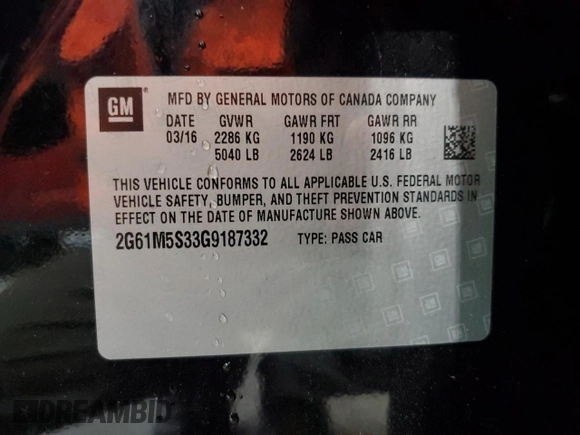 GM
MFD BY GENERAL MOTORS OF CANADA COMPANY
DATE GVWR GAWR FRT GAWR RR
03/16 2286 KG 1190 KG 1096 KG
5040 LB 2624 LB 2416 LB
THIS VEHICLE CONFORMS TO ALL APPLICABLE U.S. FEDERAL MOTOR
VEHICLE SAFETY, BUMPER, AND THEFT PREVENTION STANDARDS
IN EFFECT ON THE DATE OF MANUFACTURE SHOWN ABOVE.
2G61M5S33G9187332 TYPE: PASS CAR
DREAMBID